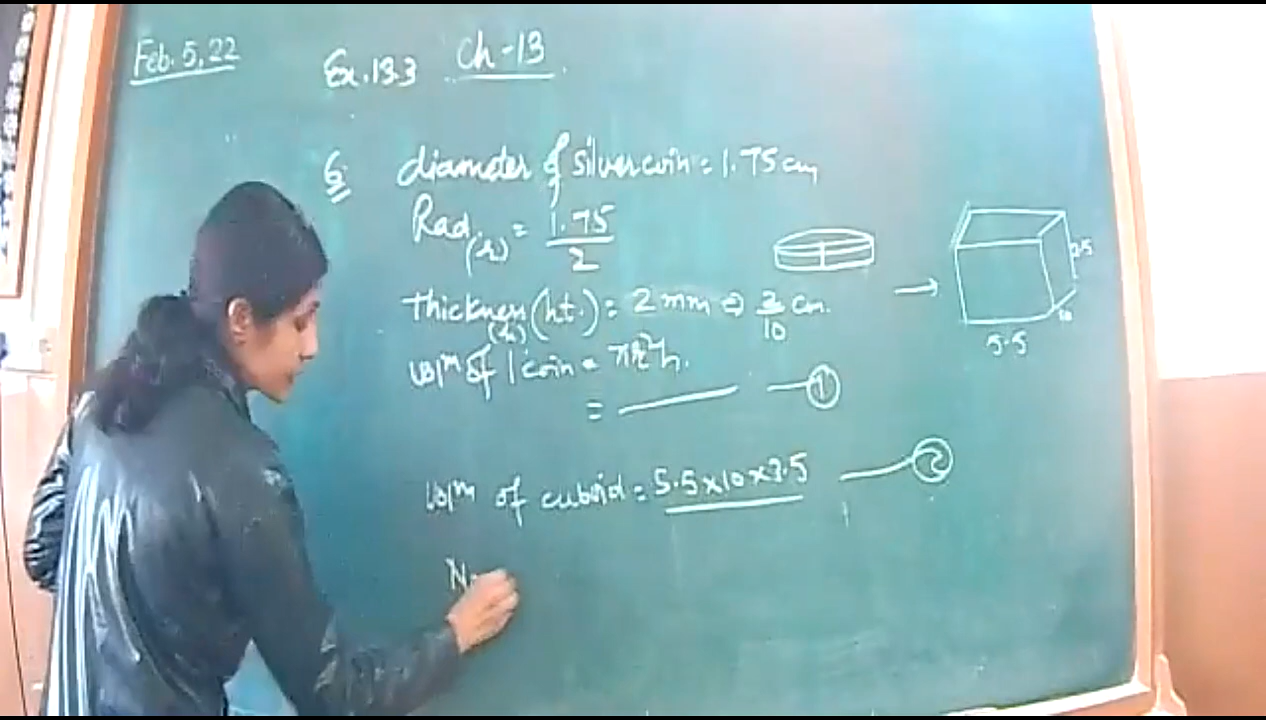 Feb. 5, 22
Ex. 13.3 Ch-13
6. diameter of silver coin = 1.75 cm
Rad. (r) = 1.75/2
Thickness (ht.) = 2 mm ⇒ 2/10 cm.
(h)
Volm of 1 coin = πr²h.
= ——— — ①
Volm of cuboid = 5.5×10×3.5 — ②
→
3.5
10
5.5